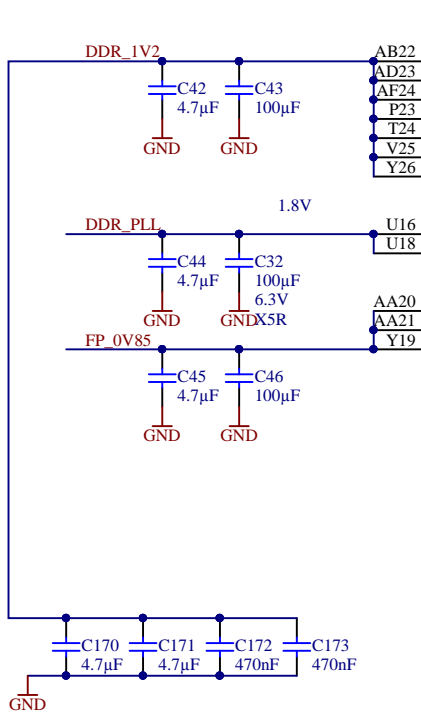 DDR_1V2
AB22
AD23
AF24
P23
T24
V25
Y26
C42
4.7µF
GND
C43
100µF
GND
1.8V
DDR_PLL
U16
U18
C44
4.7µF
GND
C32
100µF
6.3V
X5R
GND
AA20
AA21
Y19
FP_0V85
C45
4.7µF
GND
C46
100µF
GND
C170
4.7µF
C171
4.7µF
C172
470nF
C173
470nF
GND